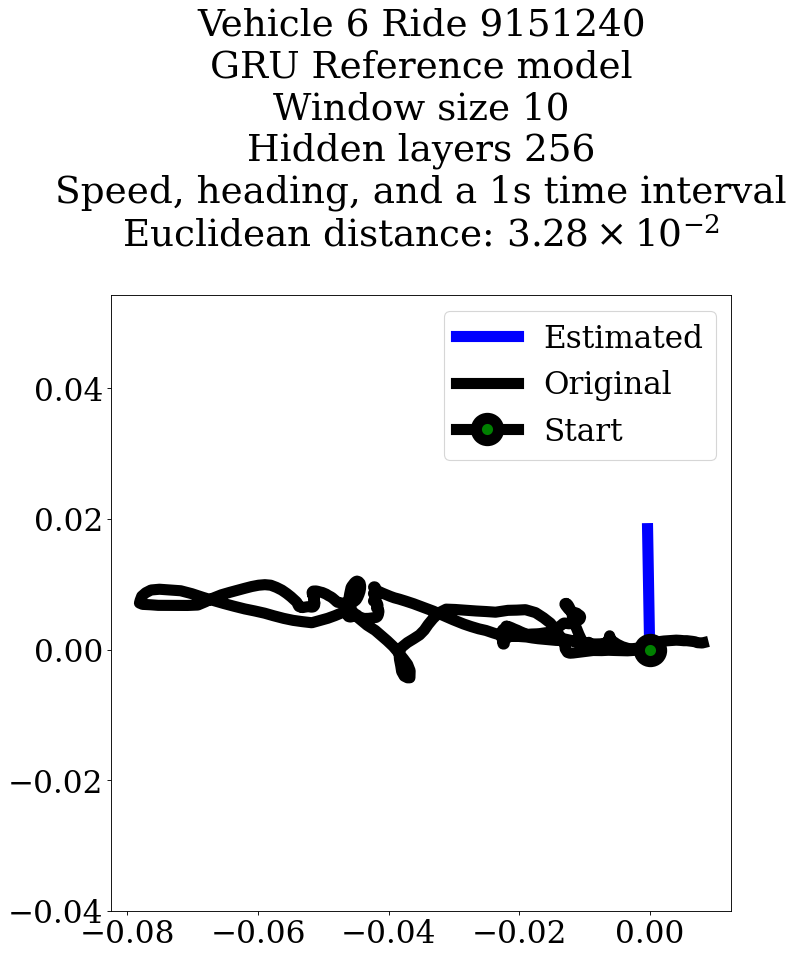 Vehicle 6 Ride 9151240
GRU Reference model
Window size 10
Hidden layers 256
Speed, heading, and a 1s time interval
Euclidean distance: 3.28 × 10⁻²
Estimated
Original
Start
0.04
0.02
0.00
−0.02
−0.04
−0.08 −0.06 −0.04 −0.02 0.00